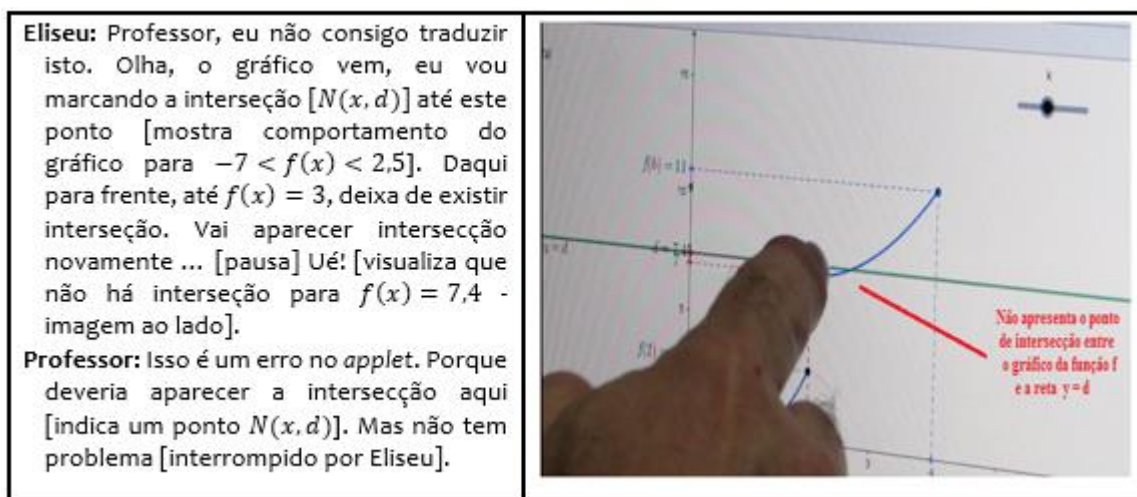 Eliseu: Professor, eu não consigo traduzir
isto. Olha, o gráfico vem, eu vou
marcando a interseção [N(x, d)] até este
ponto [mostra comportamento do
gráfico para −7 < f(x) < 2,5]. Daqui
para frente, até f(x) = 3, deixa de existir
interseção. Vai aparecer intersecção
novamente ... [pausa] Ué! [visualiza que
não há interseção para f(x) = 7,4 -
imagem ao lado].
Professor: Isso é um erro no applet. Porque
deveria aparecer a intersecção aqui
[indica um ponto N(x, d)]. Mas não tem
problema [interrompido por Eliseu].
f(b) = 11
Não apresenta o ponto
de intersecção entre
o gráfico da função f
e a reta y = d